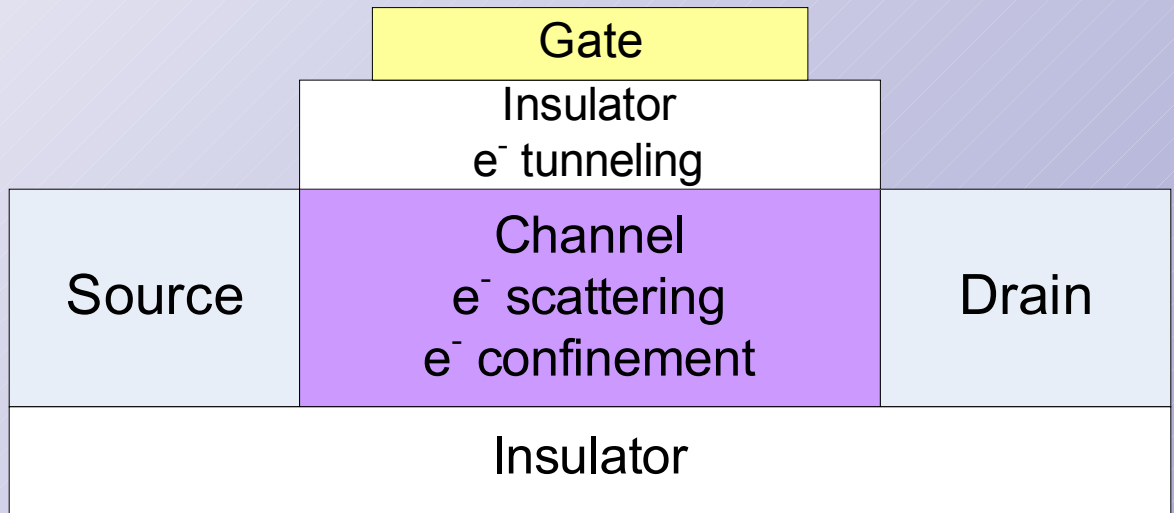 Gate
Insulator
e⁻ tunneling
Source
Channel
e⁻ scattering
e⁻ confinement
Drain
Insulator